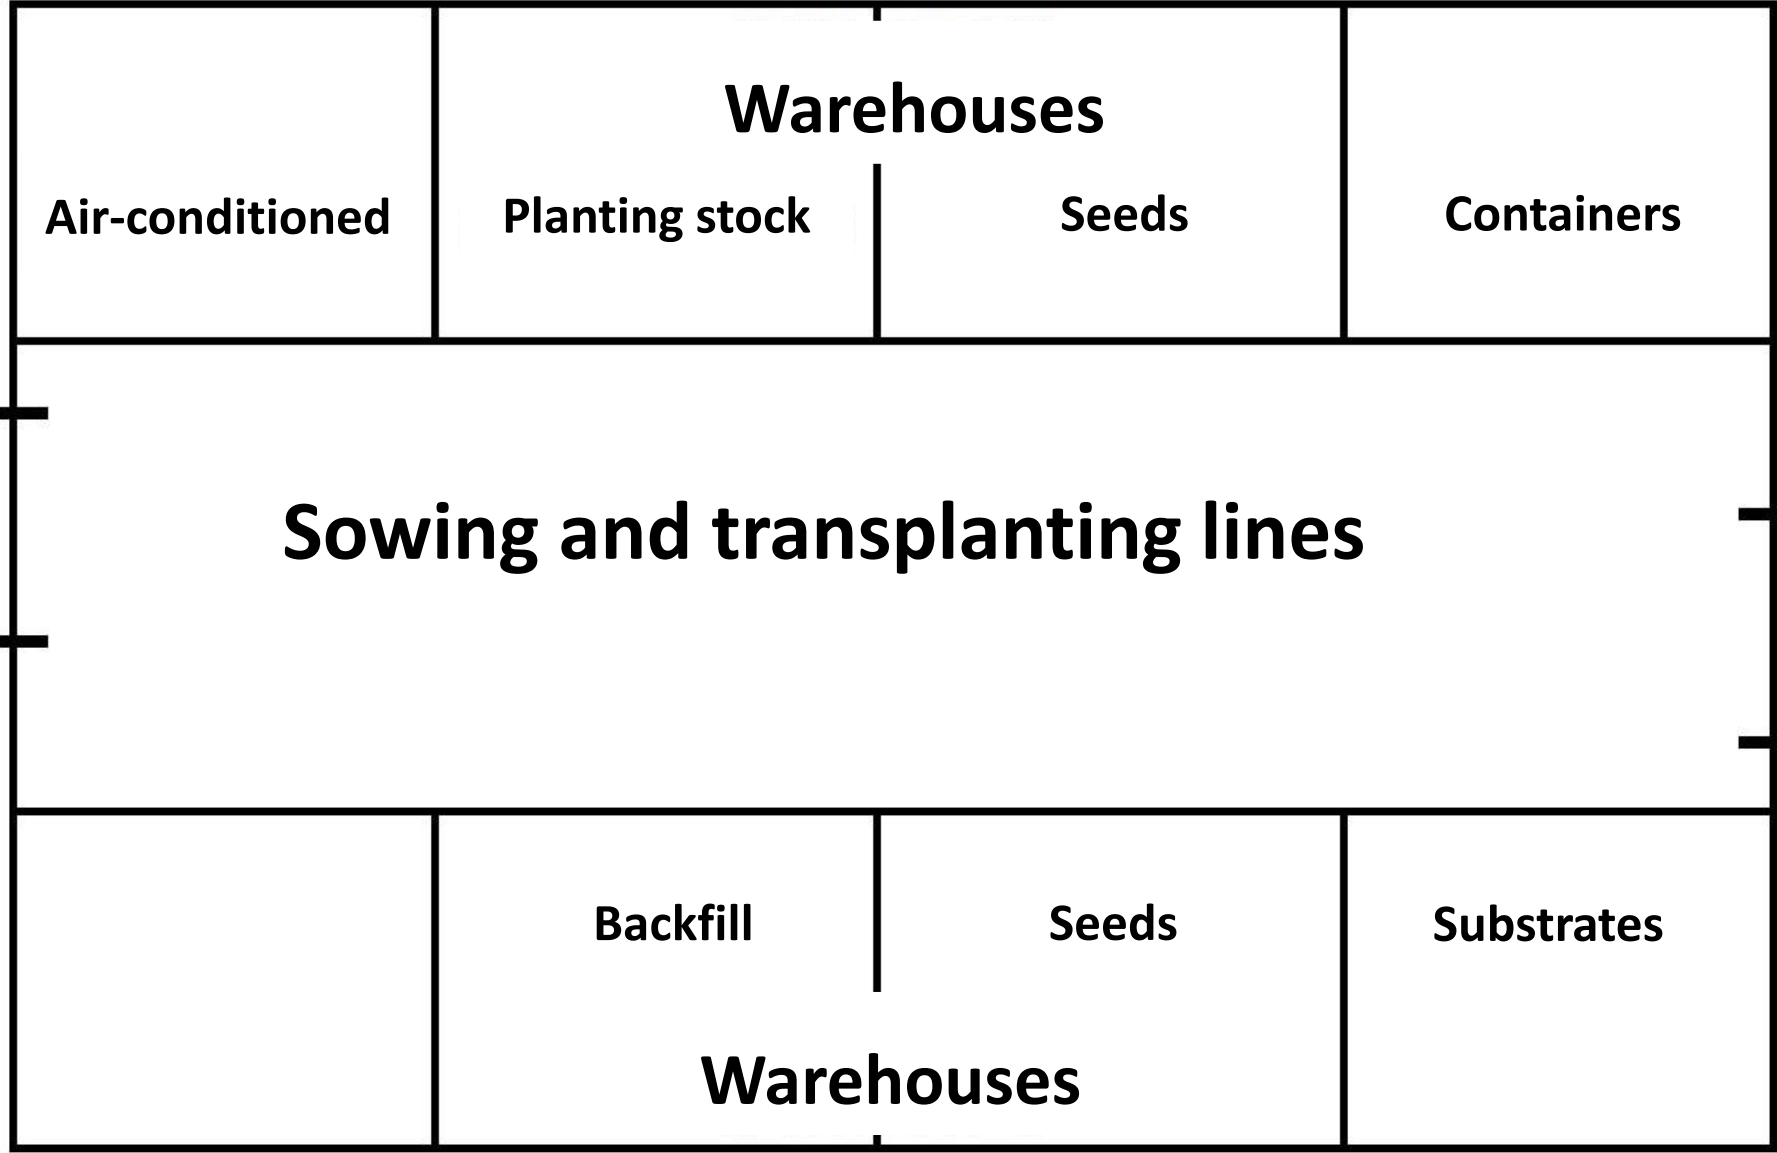 Warehouses
Air-conditioned
Planting stock
Seeds
Containers
Sowing and transplanting lines
Backfill
Seeds
Substrates
Warehouses